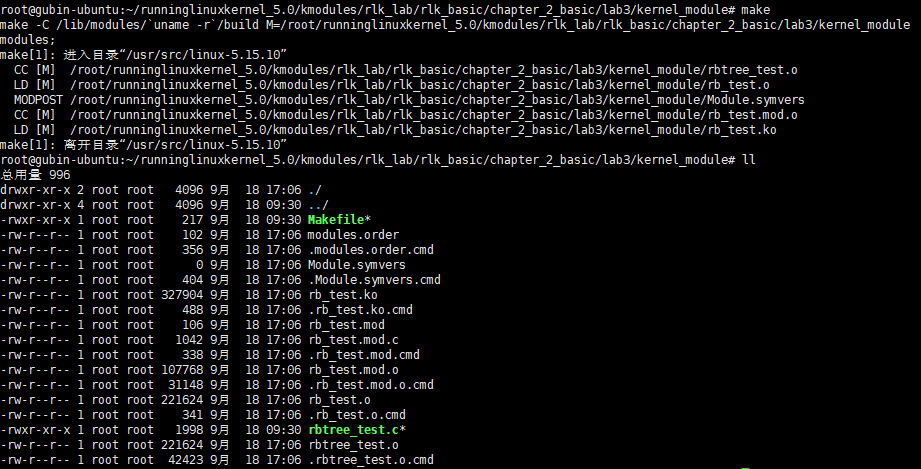 root@gubin-ubuntu:~/runninglinuxkernel_5.0/kmodules/rlk_lab/rlk_basic/chapter_2_basic/lab3/kernel_module# make
make -C /lib/modules/`uname -r`/build M=/root/runninglinuxkernel_5.0/kmodules/rlk_lab/rlk_basic/chapter_2_basic/lab3/kernel_module
modules;
make[1]: 进入目录“/usr/src/linux-5.15.10”
CC [M] /root/runninglinuxkernel_5.0/kmodules/rlk_lab/rlk_basic/chapter_2_basic/lab3/kernel_module/rbtree_test.o
LD [M] /root/runninglinuxkernel_5.0/kmodules/rlk_lab/rlk_basic/chapter_2_basic/lab3/kernel_module/rb_test.o
MODPOST /root/runninglinuxkernel_5.0/kmodules/rlk_lab/rlk_basic/chapter_2_basic/lab3/kernel_module/Module.symvers
CC [M] /root/runninglinuxkernel_5.0/kmodules/rlk_lab/rlk_basic/chapter_2_basic/lab3/kernel_module/rb_test.mod.o
LD [M] /root/runninglinuxkernel_5.0/kmodules/rlk_lab/rlk_basic/chapter_2_basic/lab3/kernel_module/rb_test.ko
make[1]: 离开目录“/usr/src/linux-5.15.10”
root@gubin-ubuntu:~/runninglinuxkernel_5.0/kmodules/rlk_lab/rlk_basic/chapter_2_basic/lab3/kernel_module# ll
总用量 996
drwxr-xr-x 2 root root 4096 9月 18 17:06 ./
drwxr-xr-x 4 root root 4096 9月 18 09:30 ../
-rwxr-xr-x 1 root root 217 9月 18 09:30 Makefile*
-rw-r--r-- 1 root root 102 9月 18 17:06 modules.order
-rw-r--r-- 1 root root 356 9月 18 17:06 .modules.order.cmd
-rw-r--r-- 1 root root 0 9月 18 17:06 Module.symvers
-rw-r--r-- 1 root root 404 9月 18 17:06 .Module.symvers.cmd
-rw-r--r-- 1 root root 327904 9月 18 17:06 rb_test.ko
-rw-r--r-- 1 root root 488 9月 18 17:06 .rb_test.ko.cmd
-rw-r--r-- 1 root root 106 9月 18 17:06 rb_test.mod
-rw-r--r-- 1 root root 1042 9月 18 17:06 rb_test.mod.c
-rw-r--r-- 1 root root 338 9月 18 17:06 .rb_test.mod.cmd
-rw-r--r-- 1 root root 107768 9月 18 17:06 rb_test.mod.o
-rw-r--r-- 1 root root 31148 9月 18 17:06 .rb_test.mod.o.cmd
-rw-r--r-- 1 root root 221624 9月 18 17:06 rb_test.o
-rw-r--r-- 1 root root 341 9月 18 17:06 .rb_test.o.cmd
-rwxr-xr-x 1 root root 1998 9月 18 09:30 rbtree_test.c*
-rw-r--r-- 1 root root 221624 9月 18 17:06 rbtree_test.o
-rw-r--r-- 1 root root 42423 9月 18 17:06 .rbtree_test.o.cmd